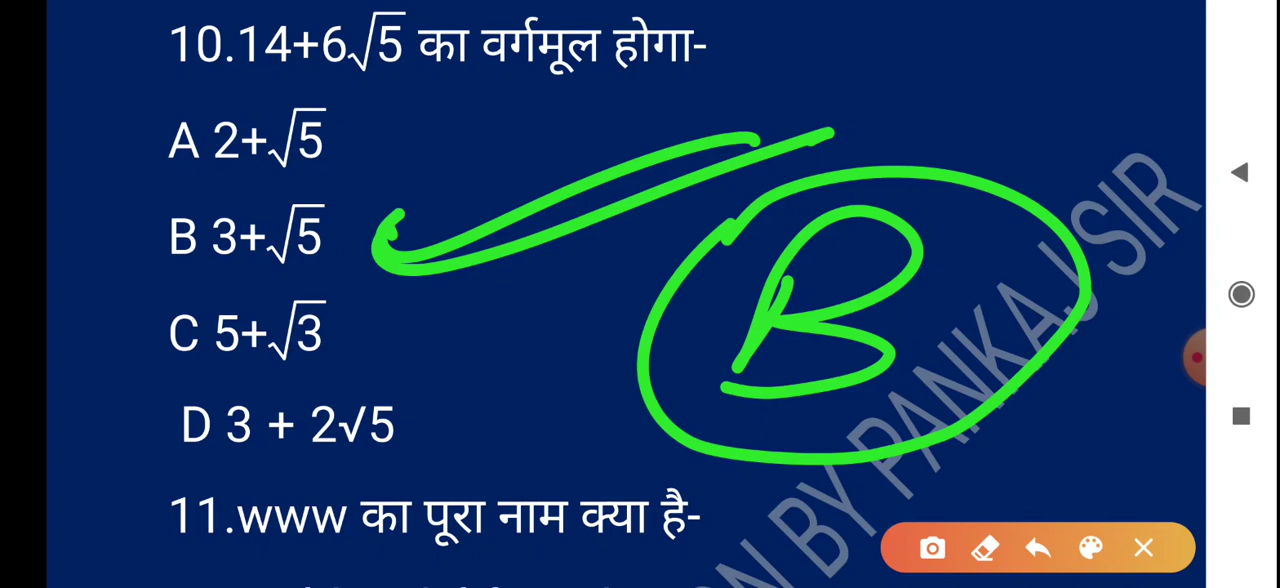 10.14+6√5 का वर्गमूल होगा-
A 2+√5
B 3+√5
B
C 5+√3
D 3 + 2√5
11.www का पूरा नाम क्या है-
BY PANKAJ SIR